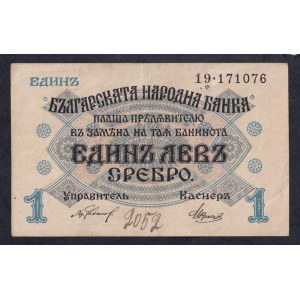 ЕДИНЪ 19·171076
БЪЛГАРСКАТА НАРОДНА БАНКА
ПЛАЩА ПРѢДЯВИТЕЛЮ
ВЪ ЗАМѢНА НА ТАЯ БАНКНОТА
ЕДИНЪ ЛЕВЪ
СРЕБРО.
Управитель Касиеръ
1 2052 1